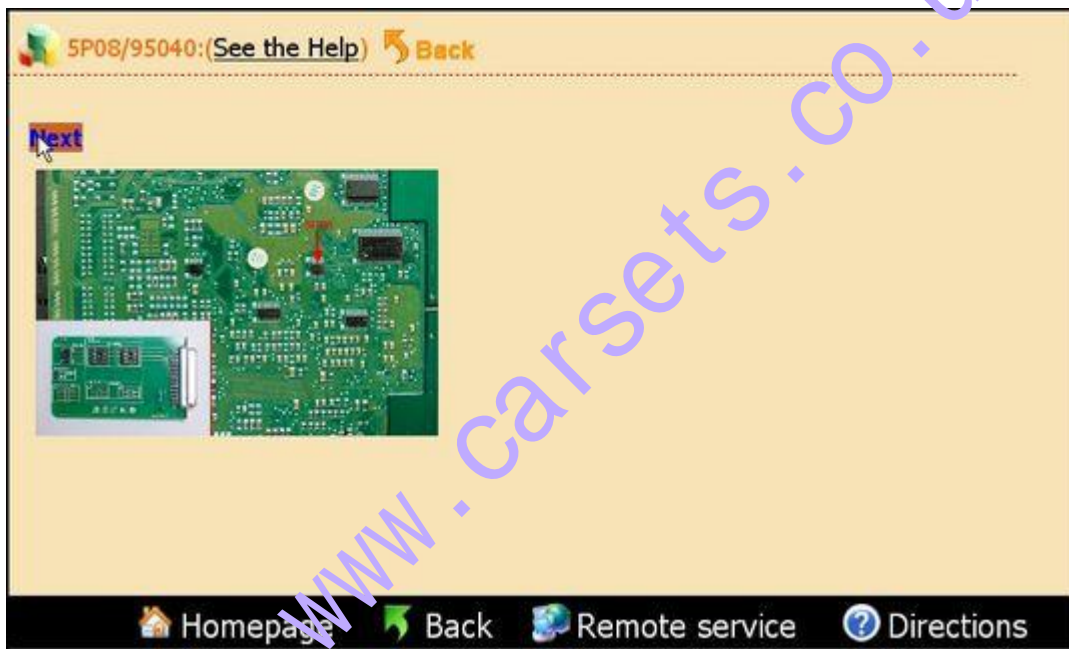 5P08/95040:(See the Help) Back
Next
Homepage Back Remote service Directions
www.carsets.co.u